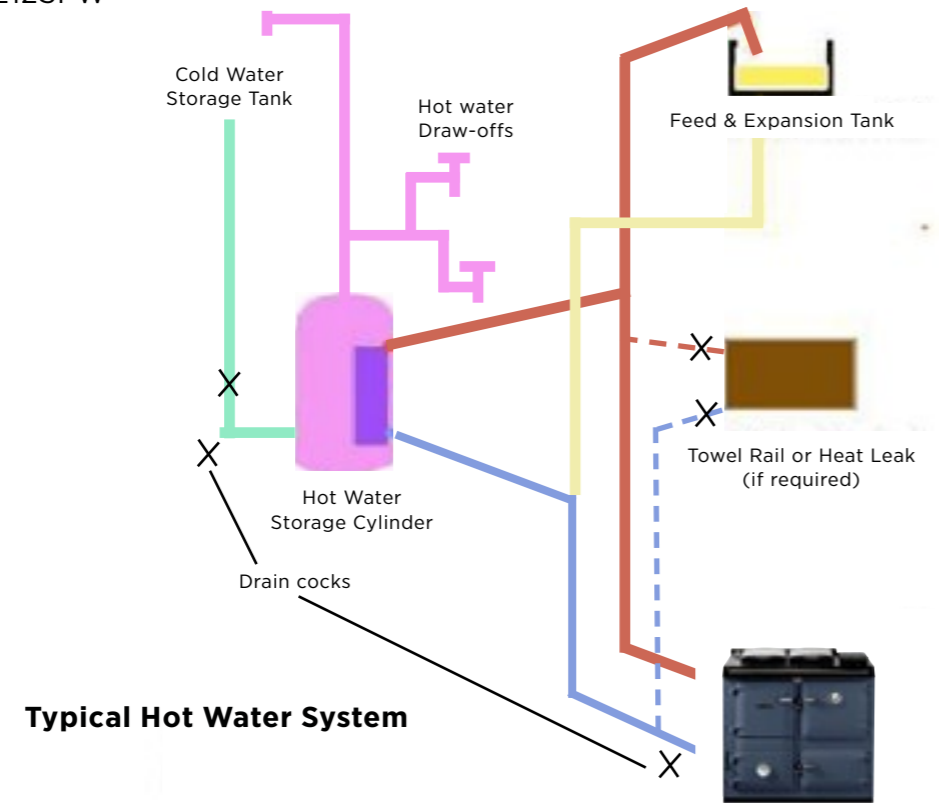 Cold Water
Storage Tank
Hot water
Draw-offs
Feed & Expansion Tank
Towel Rail or Heat Leak
(if required)
Hot Water
Storage Cylinder
Drain cocks
Typical Hot Water System